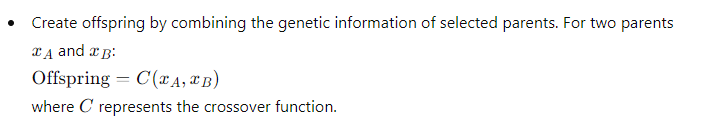 • Create offspring by combining the genetic information of selected parents. For two parents
x_A and x_B:
Offspring = C(x_A, x_B)
where C represents the crossover function.